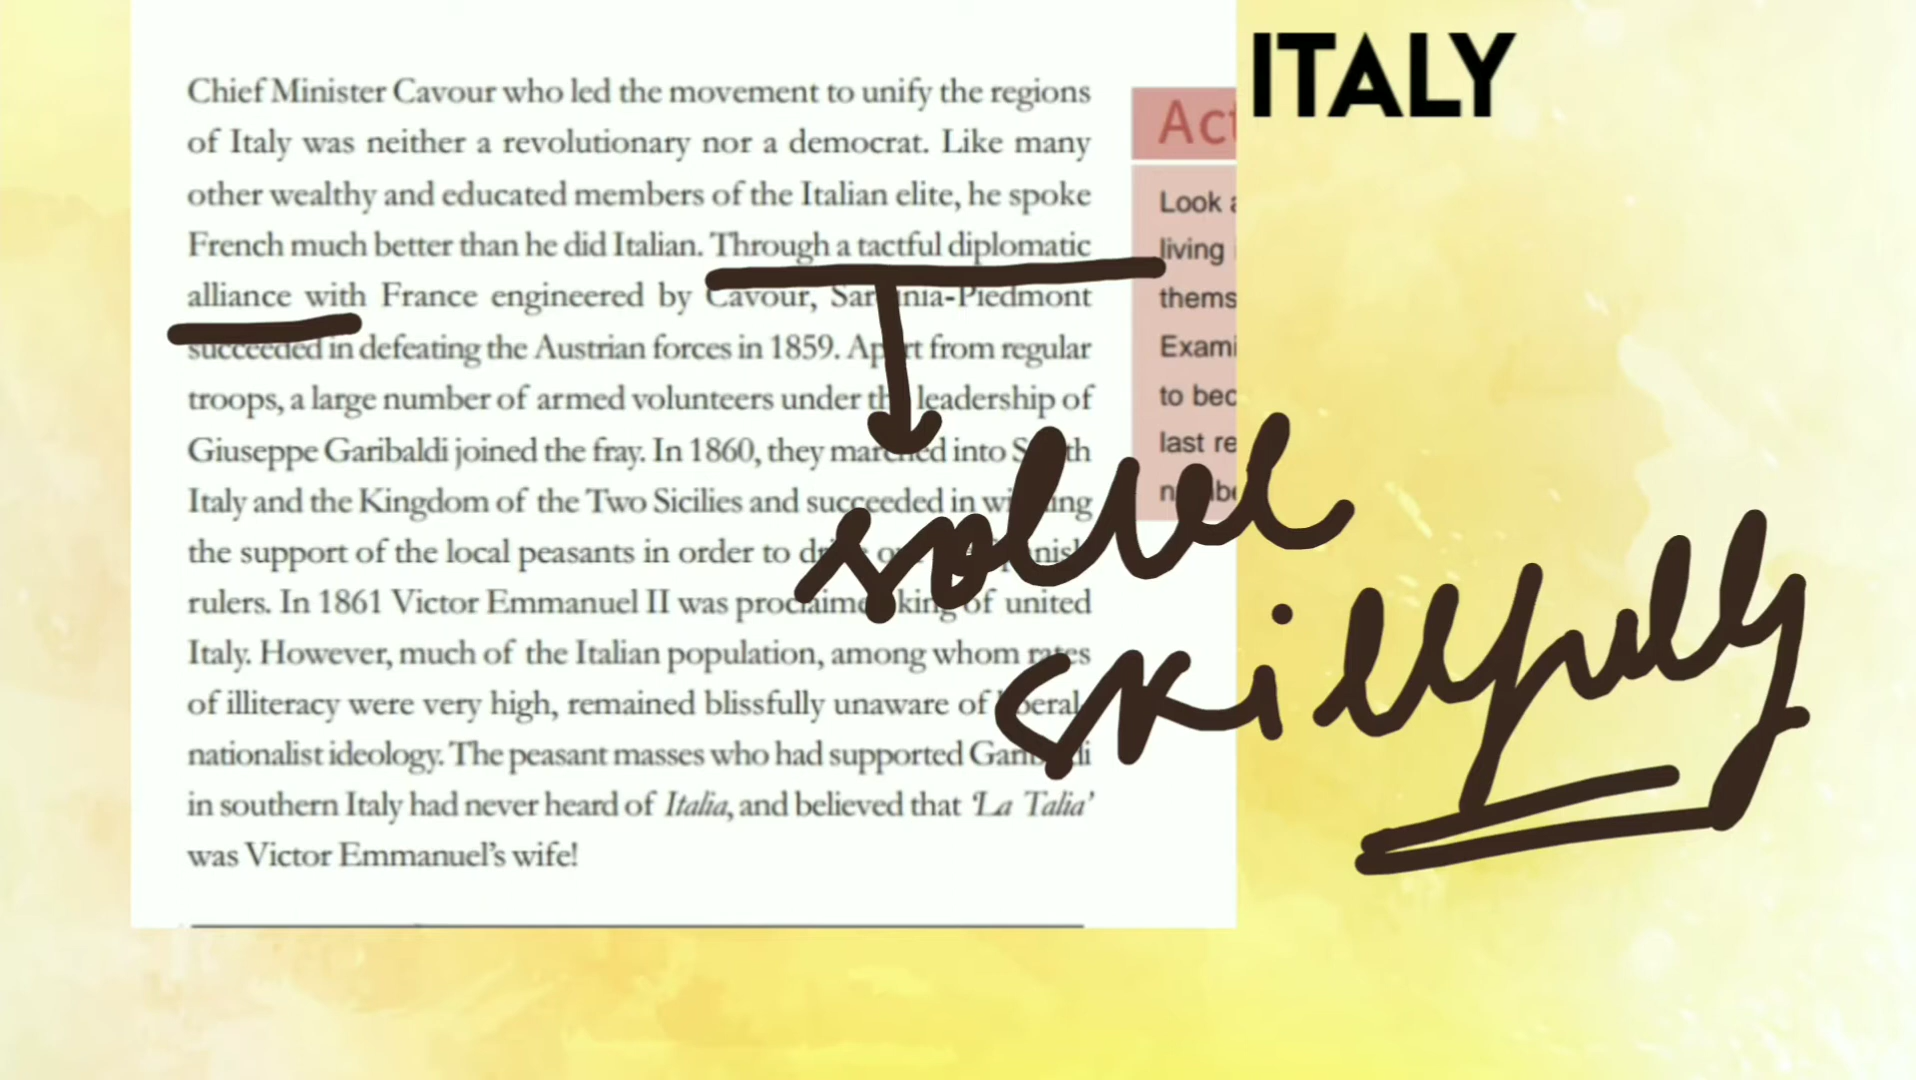 ITALY
Chief Minister Cavour who led the movement to unify the regions
of Italy was neither a revolutionary nor a democrat. Like many
other wealthy and educated members of the Italian elite, he spoke
French much better than he did Italian. Through a tactful diplomatic
alliance with France engineered by Cavour, Sardinia-Piedmont
succeeded in defeating the Austrian forces in 1859. Apart from regular
troops, a large number of armed volunteers under the leadership of
Giuseppe Garibaldi joined the fray. In 1860, they marched into South
Italy and the Kingdom of the Two Sicilies and succeeded in winning
the support of the local peasants in order to drive out the Spanish
rulers. In 1861 Victor Emmanuel II was proclaimed king of united
Italy. However, much of the Italian population, among whom rates
of illiteracy were very high, remained blissfully unaware of liberal-
nationalist ideology. The peasant masses who had supported Garibaldi
in southern Italy had never heard of Italia, and believed that ‘La Talia’
was Victor Emmanuel’s wife!
Act
Look a
living i
thems
Exami
to bec
last re
solve
skillfully